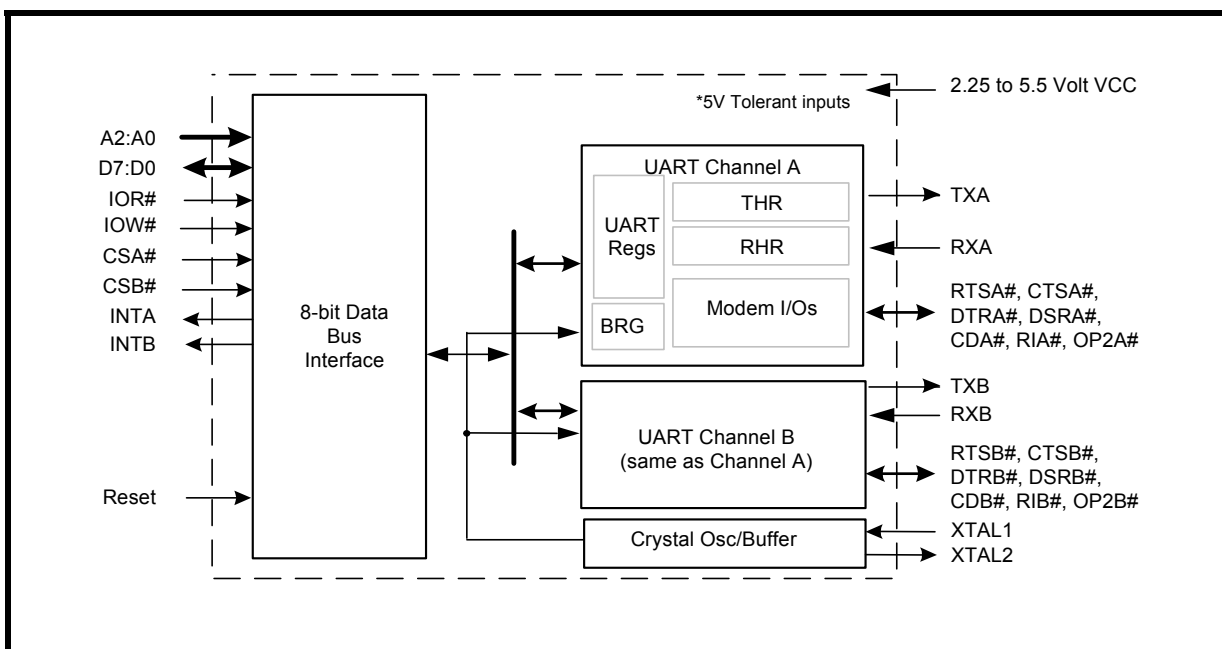 2.25 to 5.5 Volt VCC
*5V Tolerant inputs
A2:A0
D7:D0
IOR#
IOW#
CSA#
CSB#
INTA
INTB
Reset
8-bit Data
Bus
Interface
UART Channel A
UART
Regs
BRG
THR
RHR
Modem I/Os
TXA
RXA
RTSA#, CTSA#,
DTRA#, DSRA#,
CDA#, RIA#, OP2A#
UART Channel B
(same as Channel A)
TXB
RXB
RTSB#, CTSB#,
DTRB#, DSRB#,
CDB#, RIB#, OP2B#
Crystal Osc/Buffer
XTAL1
XTAL2